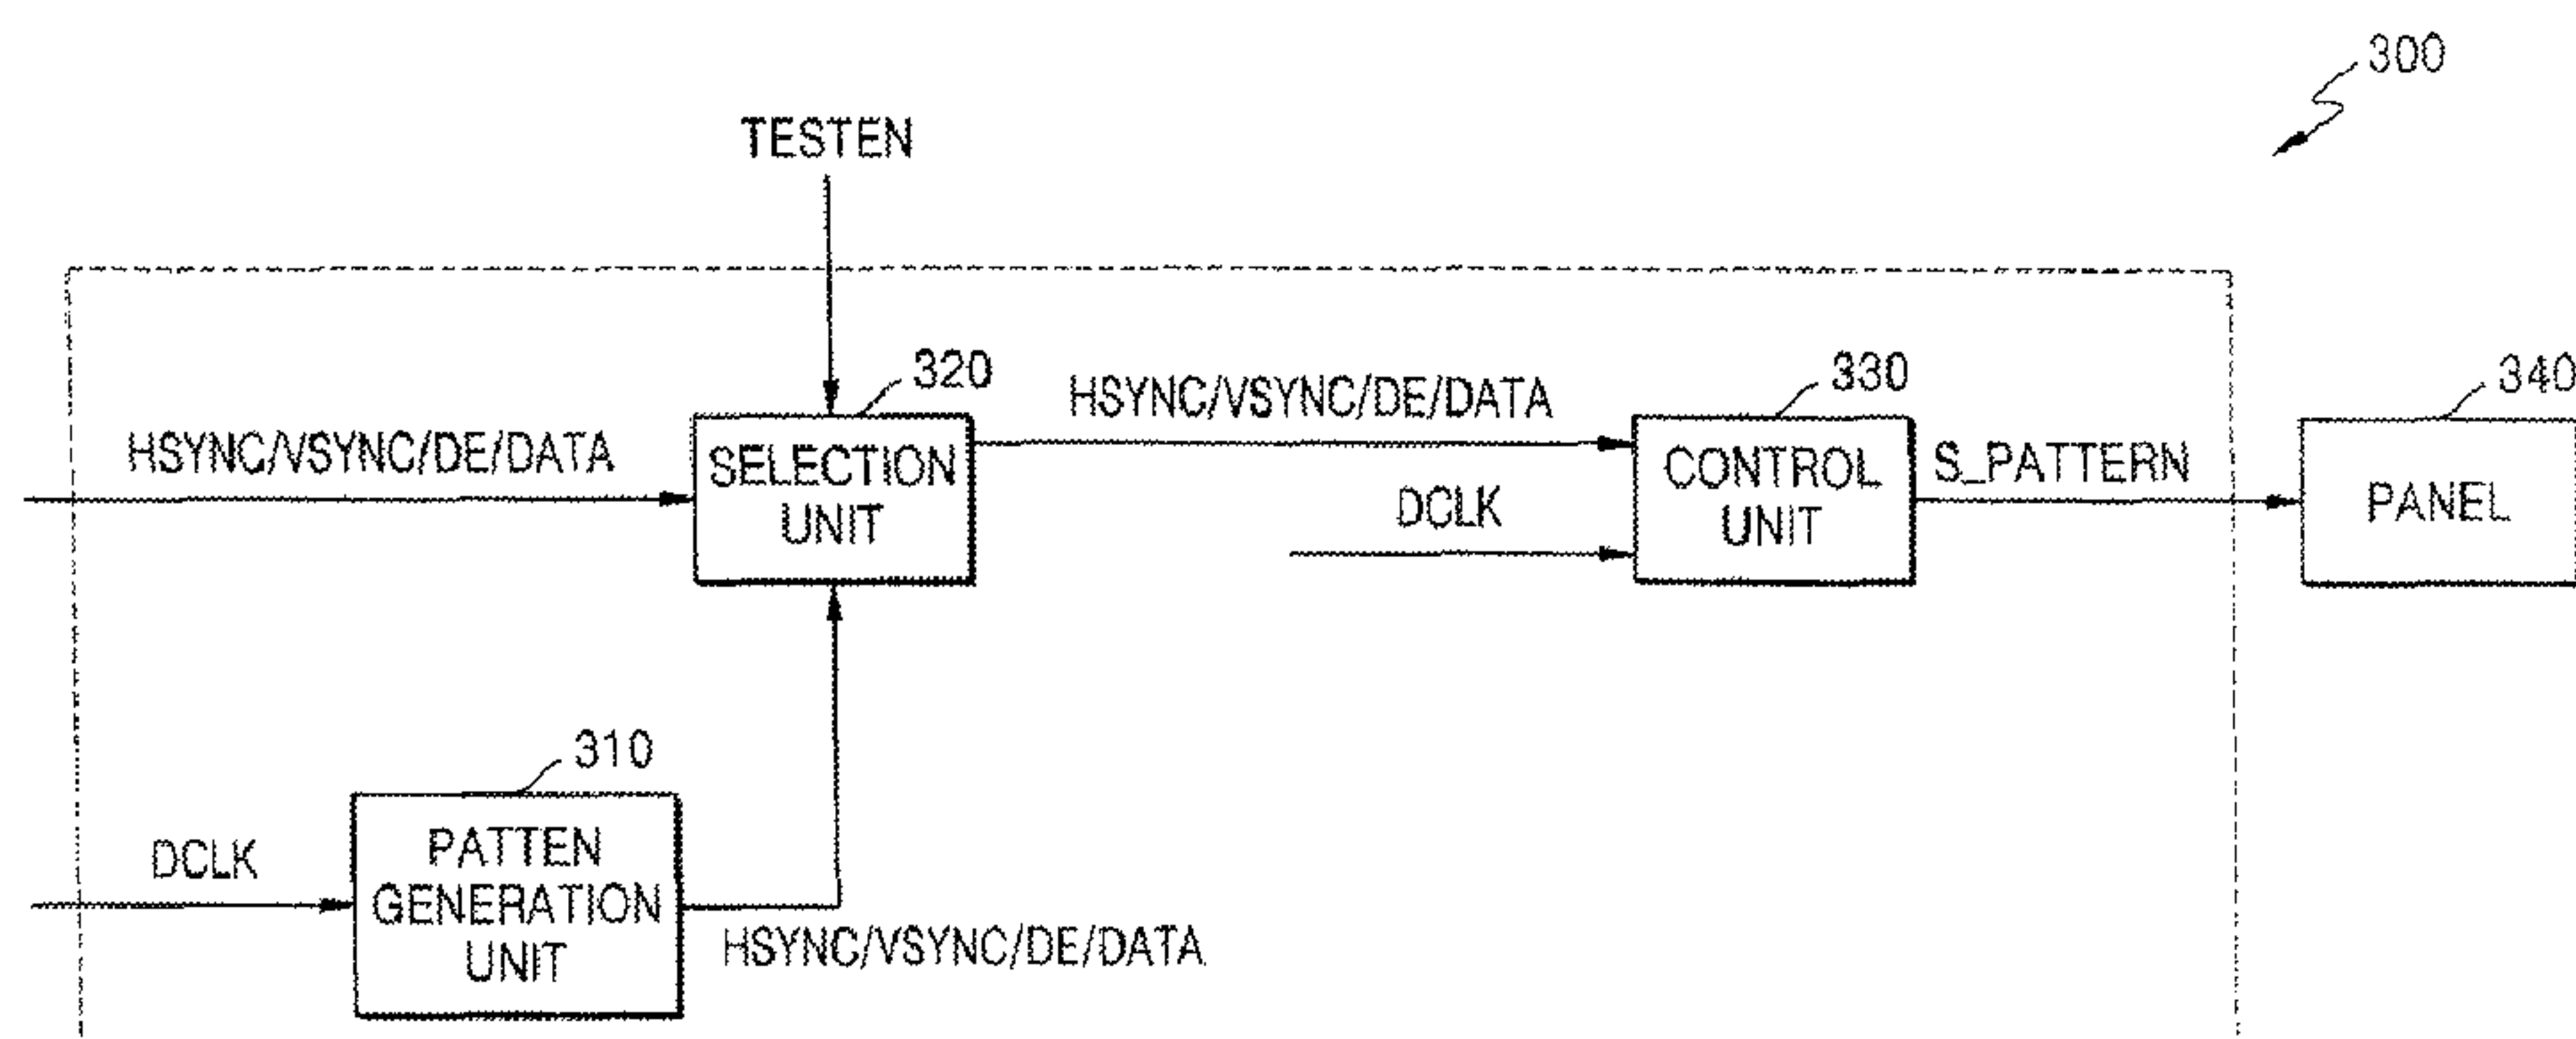 300
TESTEN
320
HSYNC/VSYNC/DE/DATA
330
340
HSYNC/VSYNC/DE/DATA
SELECTION
UNIT
DCLK
CONTROL
UNIT
S_PATTERN
PANEL
310
DCLK
PATTEN
GENERATION
UNIT
HSYNC/VSYNC/DE/DATA